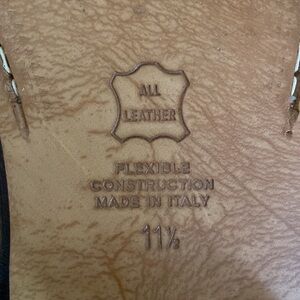 ALL
LEATHER
FLEXIBLE
CONSTRUCTION
MADE IN ITALY
11½